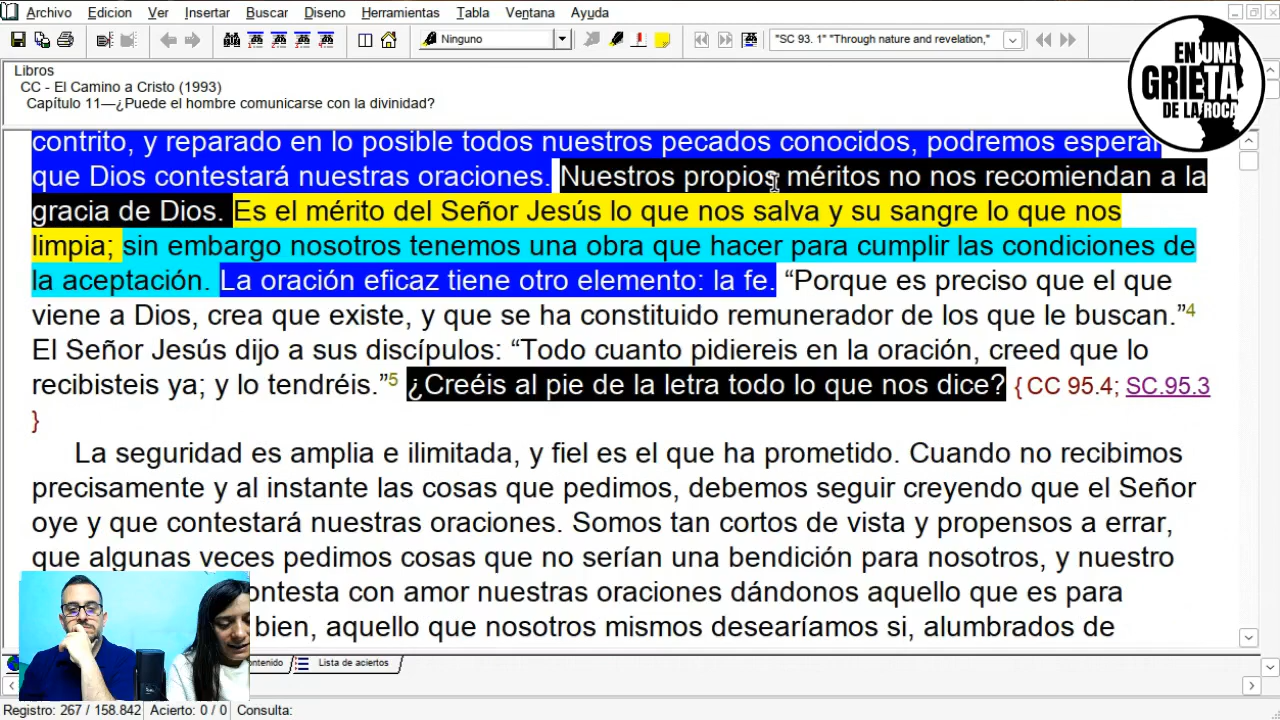 Archivo Edicion Ver Insertar Buscar Diseño Herramientas Tabla Ventana Ayuda
Ninguno "SC 93. 1" "Through nature and revelation,"
EN UNA
GRIETA
DE LA ROCA
Libros
CC - El Camino a Cristo (1993)
Capítulo 11—¿Puede el hombre comunicarse con la divinidad?
contrito, y reparado en lo posible todos nuestros pecados conocidos, podremos esperar
que Dios contestará nuestras oraciones. Nuestros propios méritos no nos recomiendan a la
gracia de Dios. Es el mérito del Señor Jesús lo que nos salva y su sangre lo que nos
limpia; sin embargo nosotros tenemos una obra que hacer para cumplir las condiciones de
la aceptación. La oración eficaz tiene otro elemento: la fe. “Porque es preciso que el que
viene a Dios, crea que existe, y que se ha constituido remunerador de los que le buscan.”4
El Señor Jesús dijo a sus discípulos: “Todo cuanto pidiereis en la oración, creed que lo
recibisteis ya; y lo tendréis.”5 ¿Creéis al pie de la letra todo lo que nos dice? { CC 95.4; SC.95.3
}
La seguridad es amplia e ilimitada, y fiel es el que ha prometido. Cuando no recibimos
precisamente y al instante las cosas que pedimos, debemos seguir creyendo que el Señor
oye y que contestará nuestras oraciones. Somos tan cortos de vista y propensos a errar,
que algunas veces pedimos cosas que no serían una bendición para nosotros, y nuestro
ontesta con amor nuestras oraciones dándonos aquello que es para
bien, aquello que nosotros mismos desearíamos si, alumbrados de
ntenido Lista de aciertos
Registro: 267 / 158.842 Acierto: 0 / 0 Consulta: